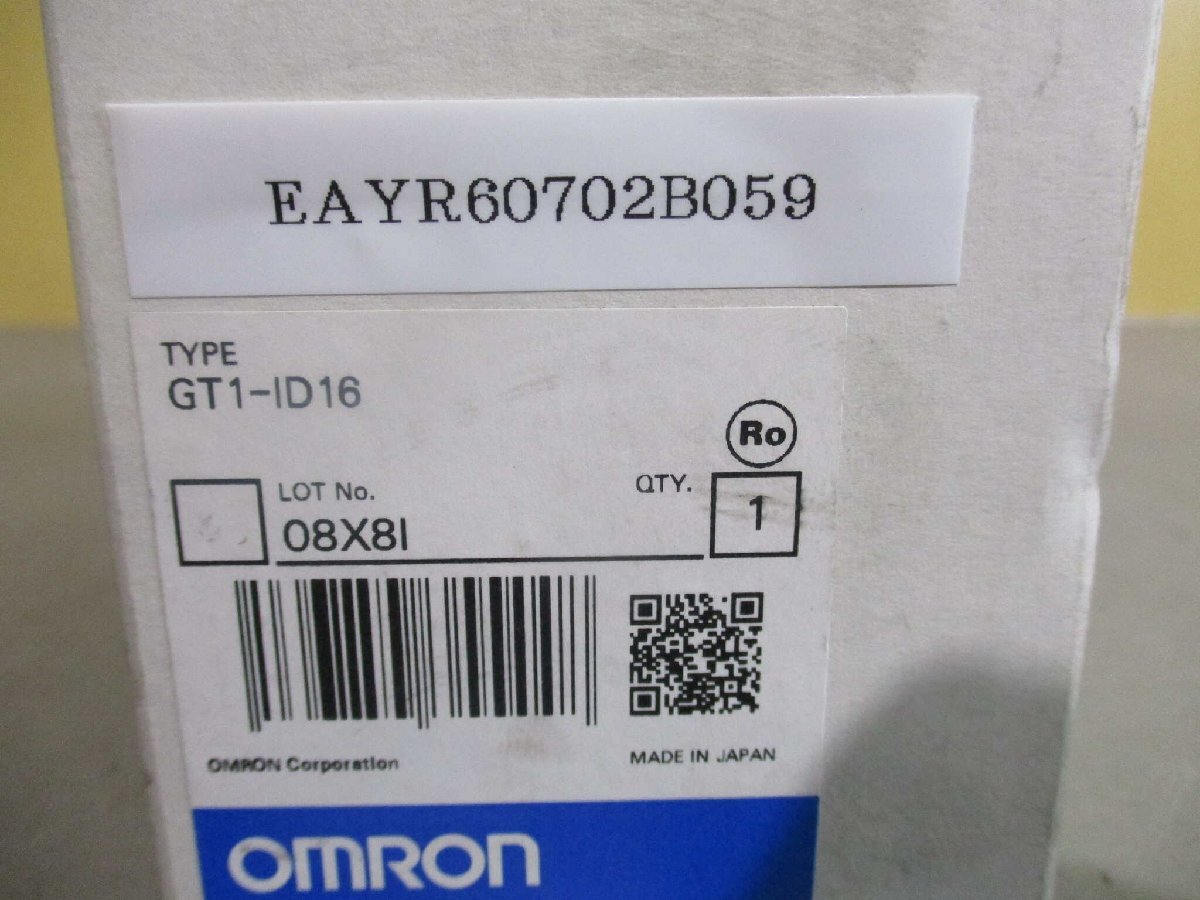 EAYR60702B059
TYPE
GT1-ID16
Ro
LOT No.
08X8I
QTY.
1
OMRON Corporation
MADE IN JAPAN
OMRON